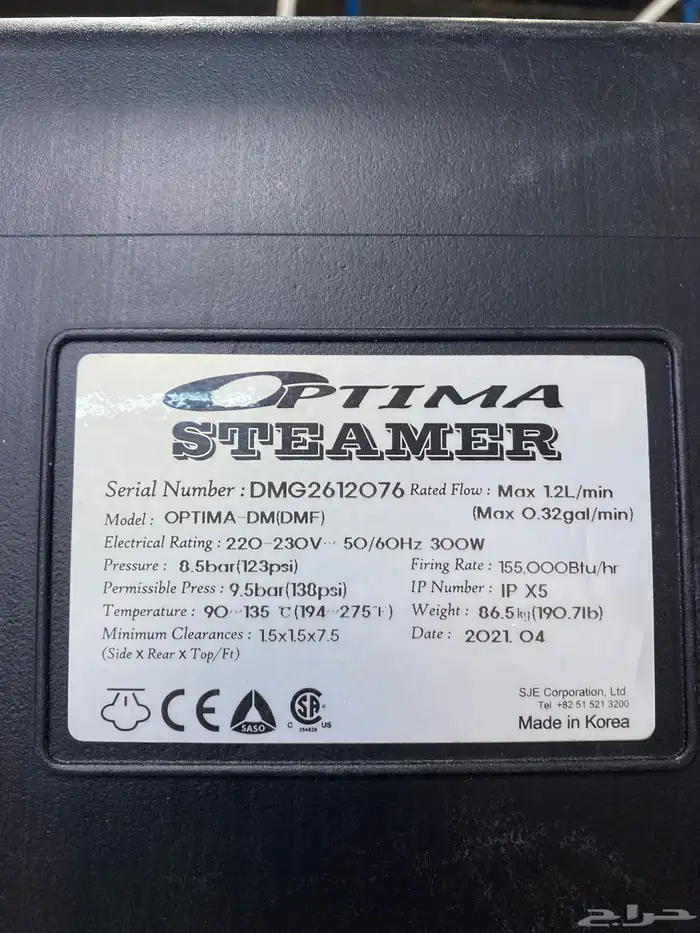 OPTIMA
STEAMER
Serial Number : DMG2612076 Rated Flow : Max 1.2L/min
Model : OPTIMA-DM(DMF) (Max 0.32gal/min)
Electrical Rating : 220-230V~ 50/60Hz 300W
Pressure : 8.5bar(123psi) Firing Rate : 155,000Btu/hr
Permissible Press : 9.5bar(138psi) IP Number : IP X5
Temperature : 90~135 ℃(194~275℉) Weight : 86.5kg(190.7lb)
Minimum Clearances : 1.5x1.5x7.5 Date : 2021. 04
(Side x Rear x Top/Ft)
CE SASO C SA US
254828
SJE Corporation, Ltd.
Tel +82 51 521 3200
Made in Korea
حراج